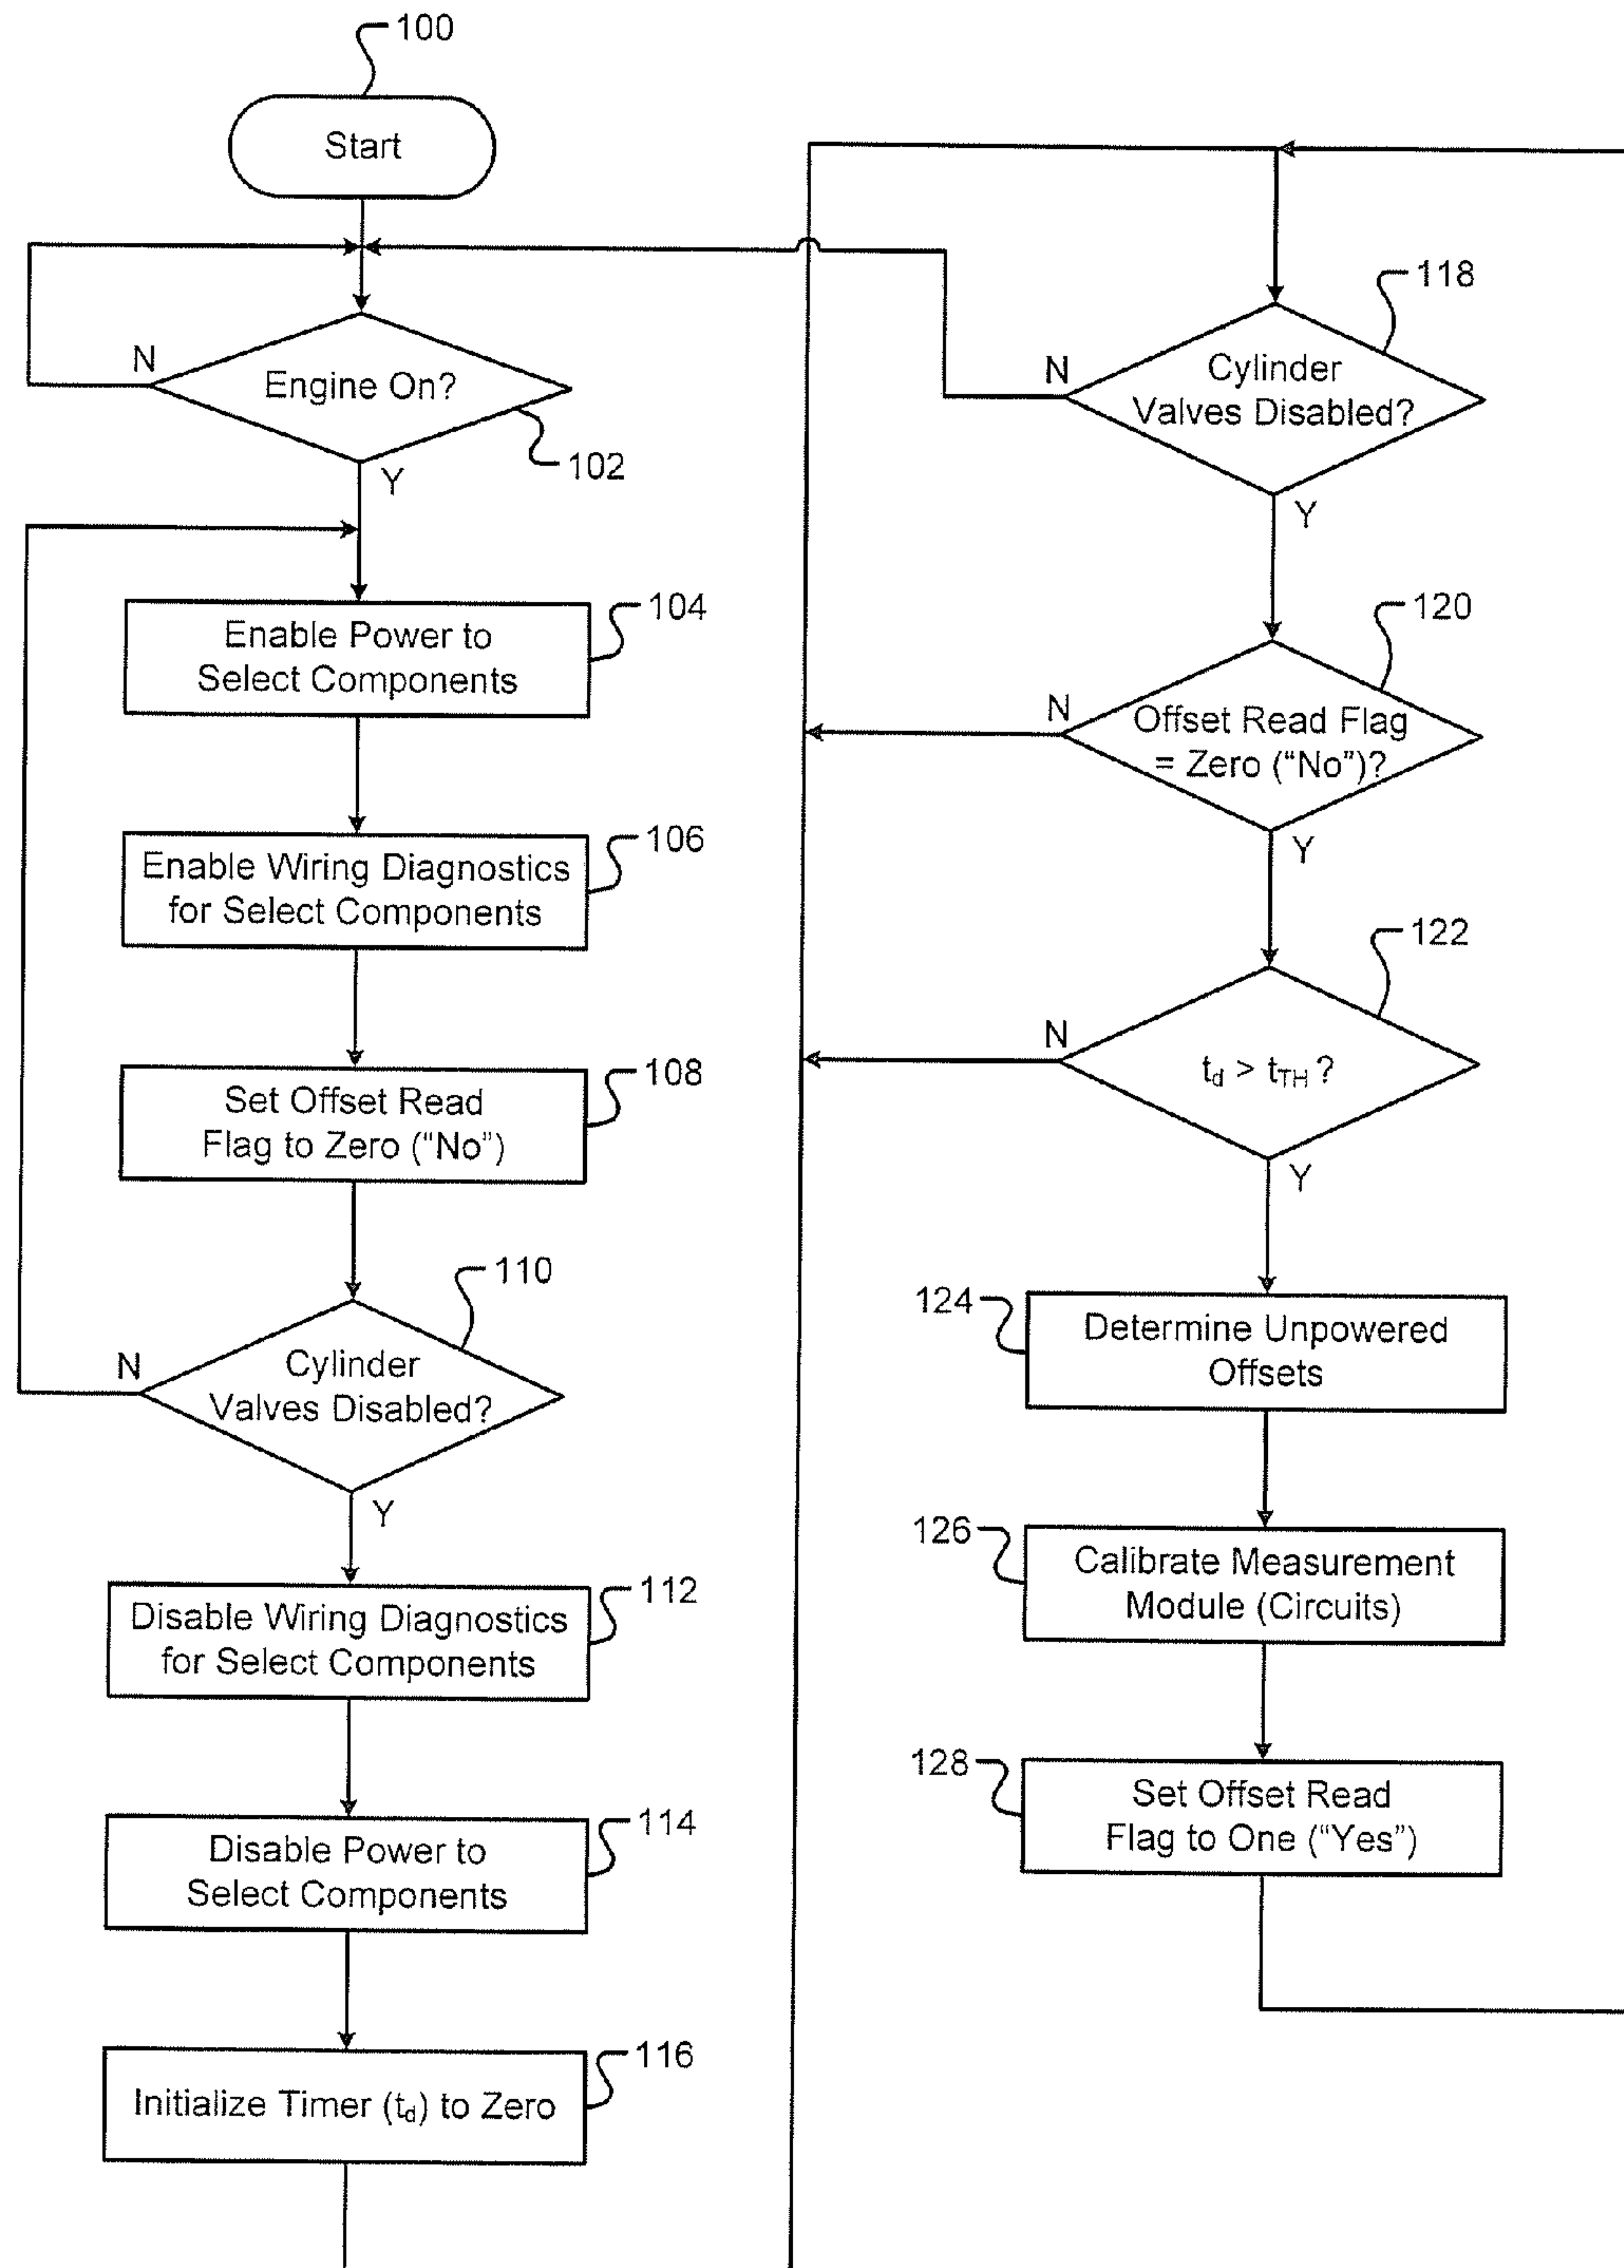 100
Start
N
Engine On?
102
Y
104
Enable Power to
Select Components
106
Enable Wiring Diagnostics
for Select Components
108
Set Offset Read
Flag to Zero (“No”)
110
N
Cylinder
Valves Disabled?
Y
112
Disable Wiring Diagnostics
for Select Components
114
Disable Power to
Select Components
116
Initialize Timer (td) to Zero
118
N
Cylinder
Valves Disabled?
Y
120
N
Offset Read Flag
= Zero (“No”)?
Y
122
N
td > tTH ?
Y
124
Determine Unpowered
Offsets
126
Calibrate Measurement
Module (Circuits)
128
Set Offset Read
Flag to One (“Yes”)